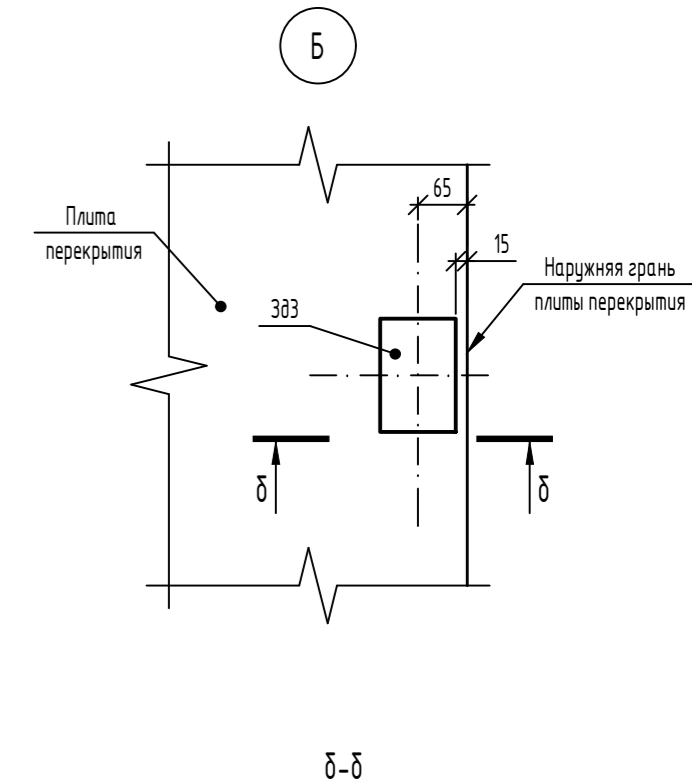 Б
65
Плита
перекрытия
15
Наружняя грань
плиты перекрытия
Зд3
б
б
б-б